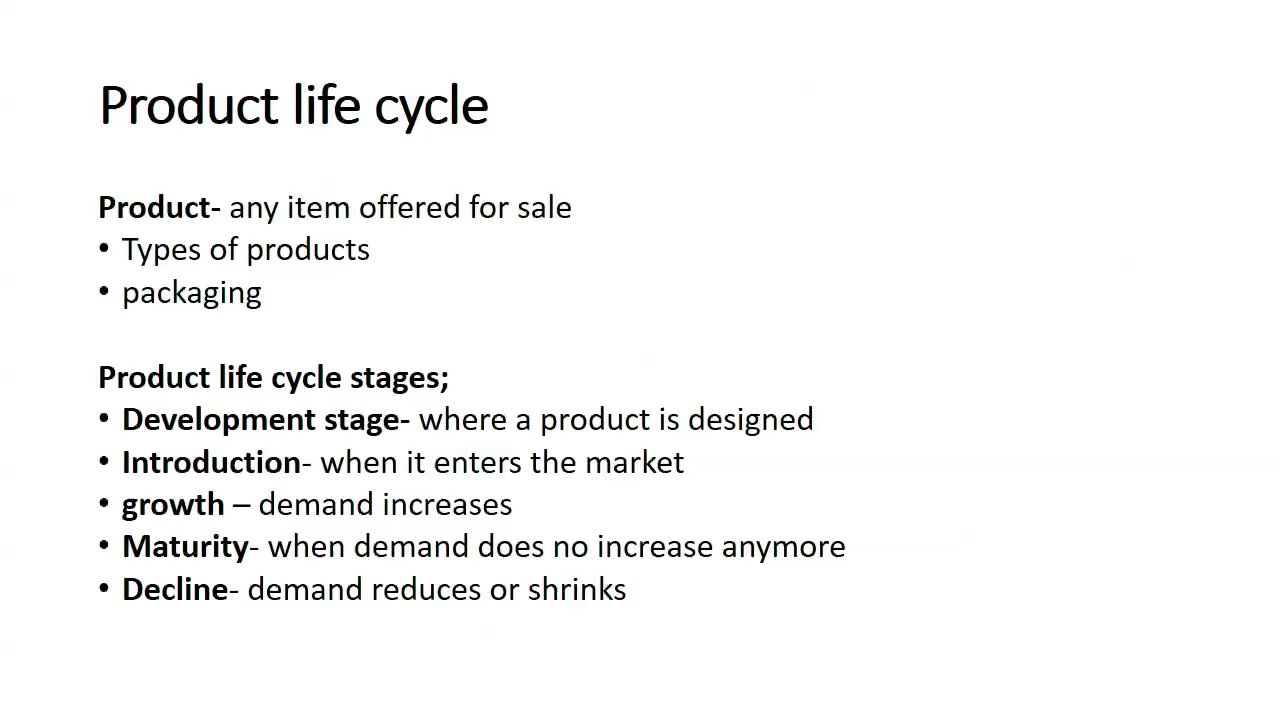 Product life cycle
Product- any item offered for sale
• Types of products
• packaging
Product life cycle stages;
• Development stage- where a product is designed
• Introduction- when it enters the market
• growth – demand increases
• Maturity- when demand does no increase anymore
• Decline- demand reduces or shrinks